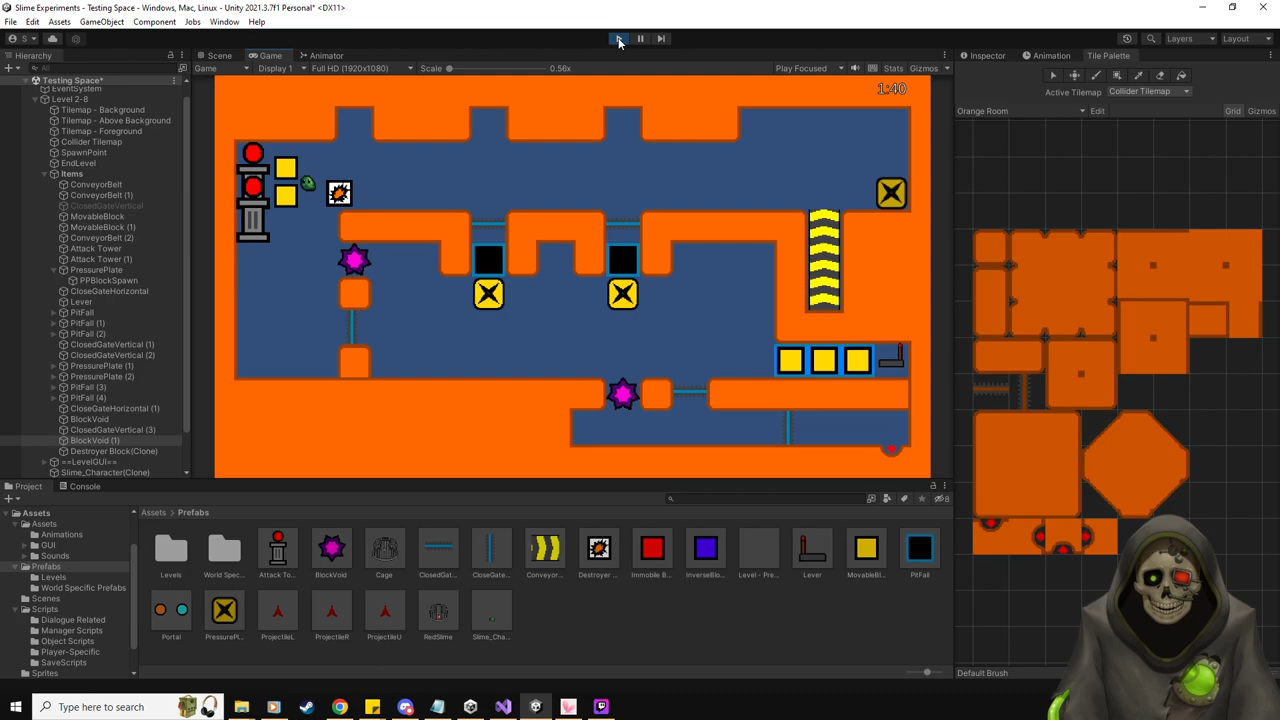 Slime Experiments - Testing Space - Windows, Mac, Linux - Unity 2021.3.7f1 Personal* <DX11>
File Edit Assets GameObject Component Jobs Window Help
S Layers Layout
Hierarchy Scene Game Animator Inspector Animation Tile Palette
All Game Display 1 Full HD (1920x1080) Scale 0.56x Play Focused Stats Gizmos
Active Tilemap Collider Tilemap
Orange Room Edit Grid Gizmos
Testing Space*
EventSystem
Level 2-8
Tilemap - Background
Tilemap - Above Background
Tilemap - Foreground
Collider Tilemap
SpawnPoint
EndLevel
Items
ConveyorBelt
ConveyorBelt (1)
CloseGateVertical
MovableBlock
MovableBlock (1)
ConveyorBelt (2)
Attack Tower
Attack Tower (1)
PressurePlate
PPBlockSpawn
CloseGateHorizontal
Lever
PitFall
PitFall (1)
PitFall (2)
ClosedGateVertical (1)
ClosedGateVertical (2)
PressurePlate (1)
PressurePlate (2)
PitFall (3)
PitFall (4)
CloseGateHorizontal (1)
BlockVoid
ClosedGateVertical (3)
BlockVoid (1)
Destroyer Block(Clone)
==LevelGUI==
Slime_Character(Clone)
1:40
Project Console
8
Assets
Assets
Animations
GUI
Sounds
Prefabs
Levels
World Specific Prefabs
Scenes
Scripts
Dialogue Related
Manager Scripts
Object Scripts
Player-Specific
SaveScripts
Sprites
Assets > Prefabs
Levels World Spec... Attack To... BlockVoid Cage ClosedGat... CloseGate... Conveyor... Destroyer ... Immobile B... InverseBlo... Level - Pre... Lever MovableBl... PitFall
Portal PressurePl... ProjectileL ProjectileR ProjectileU RedSlime Slime_Cha...
Default Brush
Type here to search